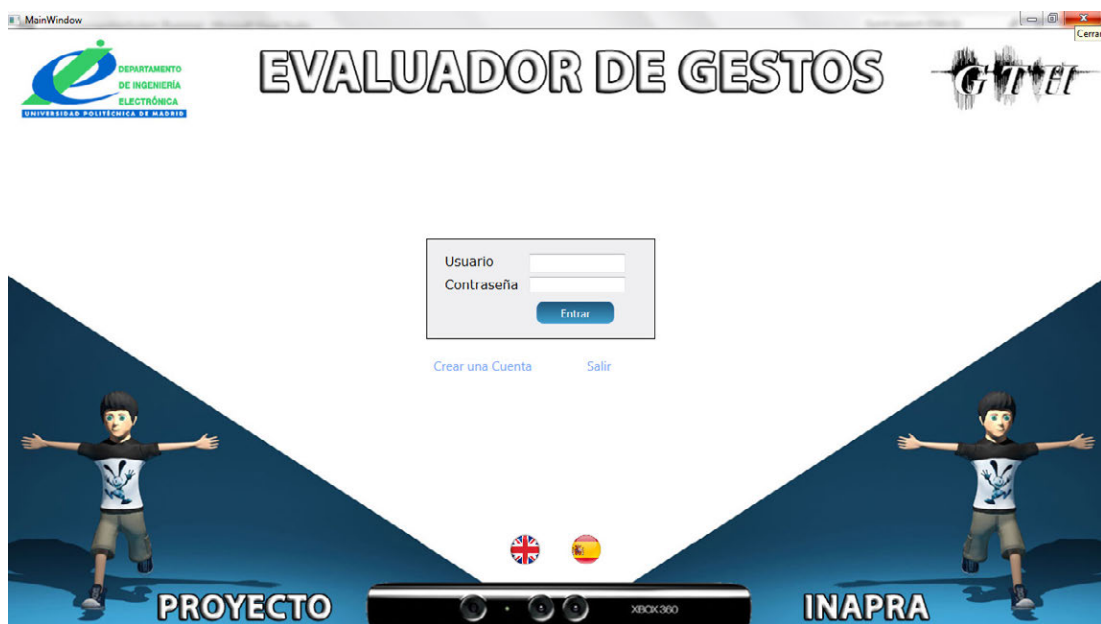 MainWindow
Cerrar
DEPARTAMENTO
DE INGENIERÍA
ELECTRÓNICA
UNIVERSIDAD POLITÉCNICA DE MADRID
EVALUADOR DE GESTOS
GTH
Usuario
Contraseña
Entrar
Crear una Cuenta
Salir
PROYECTO
XBOX 360
INAPRA